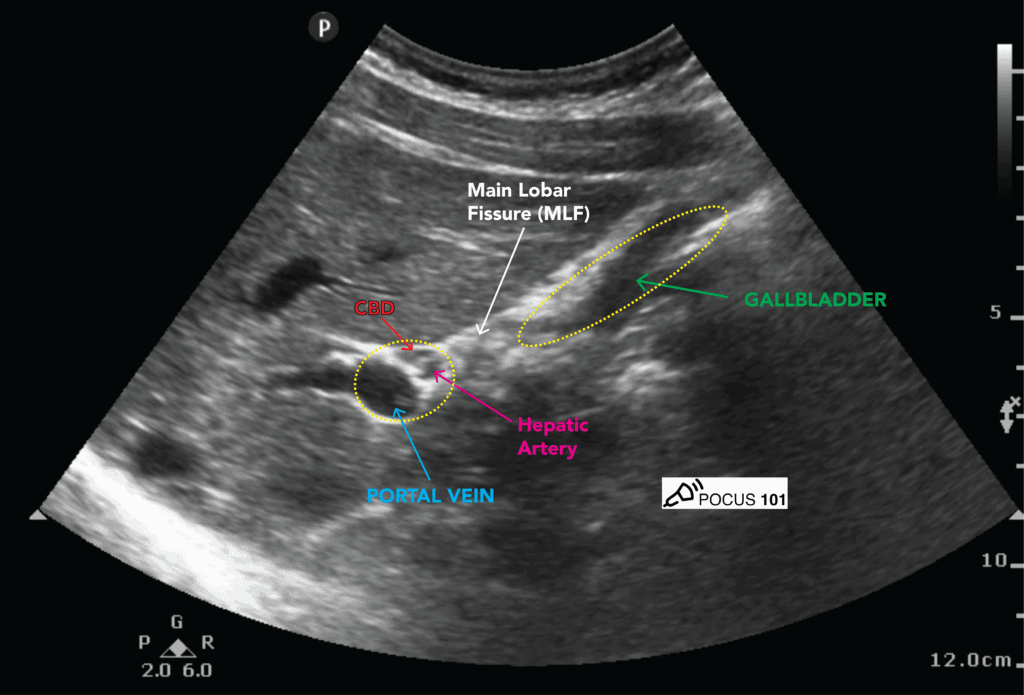 P
Main Lobar
Fissure (MLF)
GALLBLADDER
CBD
5
Hepatic
Artery
PORTAL VEIN
POCUS 101
10
G
P R
2.0 6.0
12.0cm